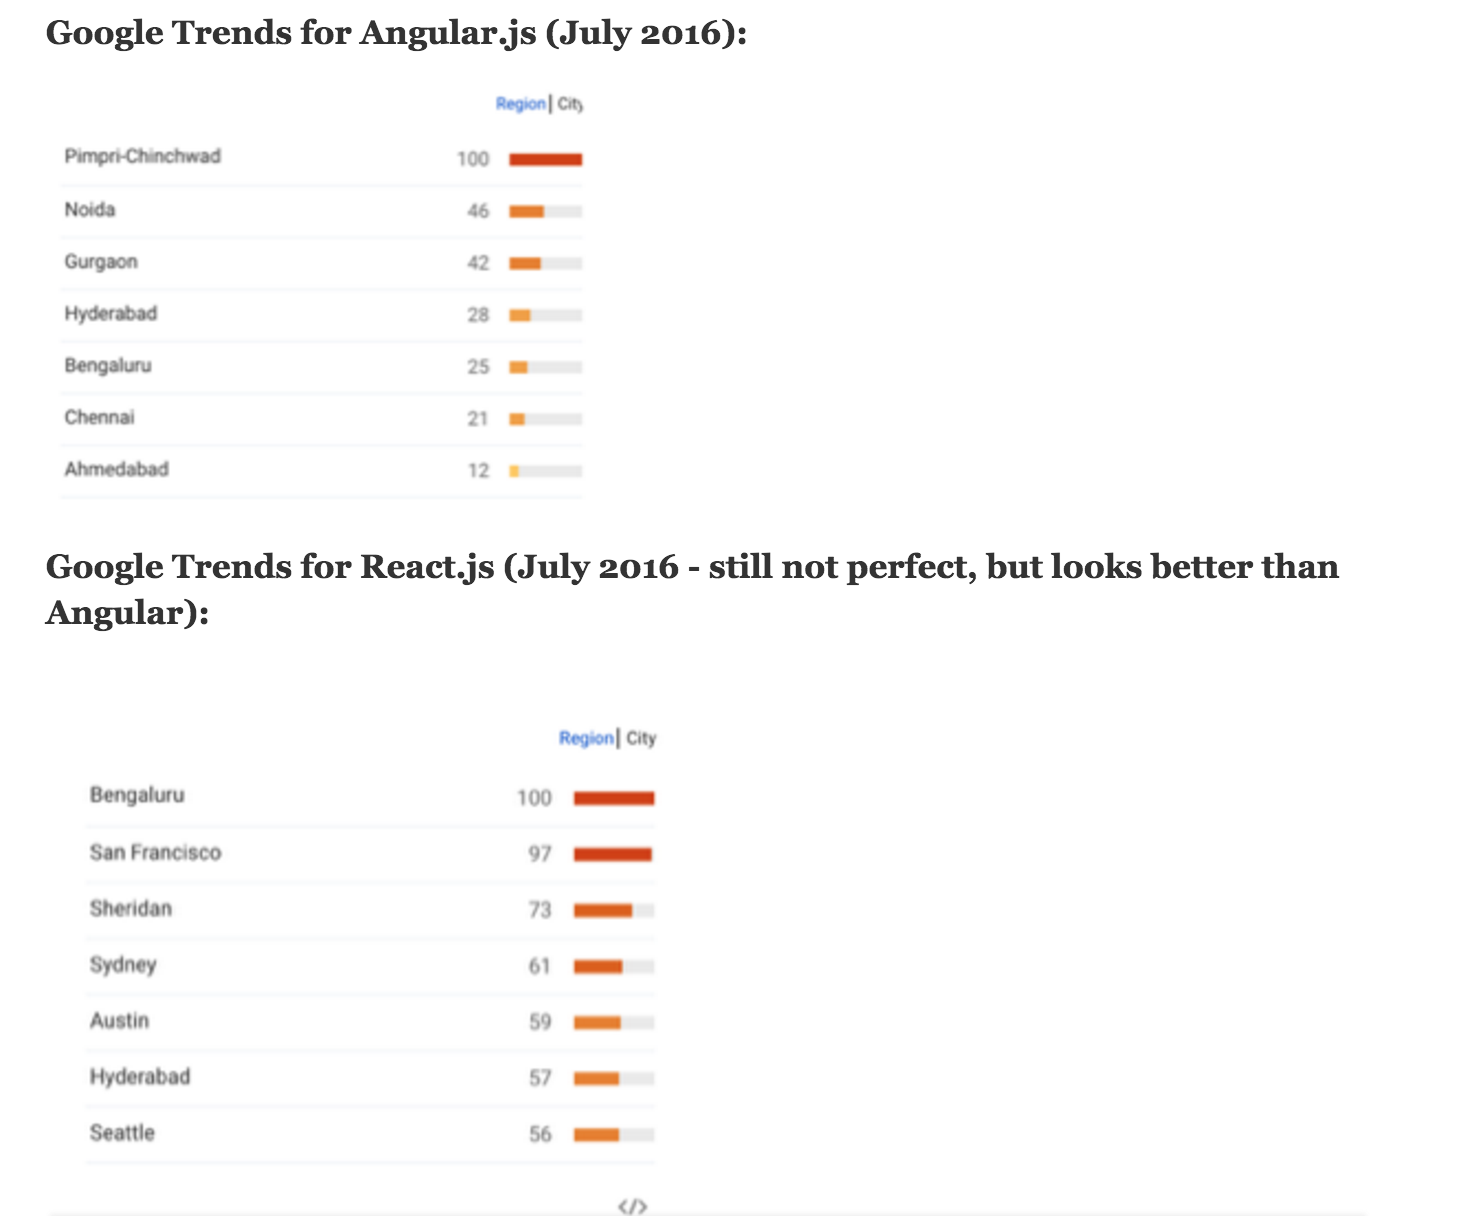 Google Trends for Angular.js (July 2016):
Region | City
Pimpri-Chinchwad 100
Noida 46
Gurgaon 42
Hyderabad 28
Bengaluru 25
Chennai 21
Ahmedabad 12
Google Trends for React.js (July 2016 - still not perfect, but looks better than
Angular):
Region | City
Bengaluru 100
San Francisco 97
Sheridan 73
Sydney 61
Austin 59
Hyderabad 57
Seattle 56
</>